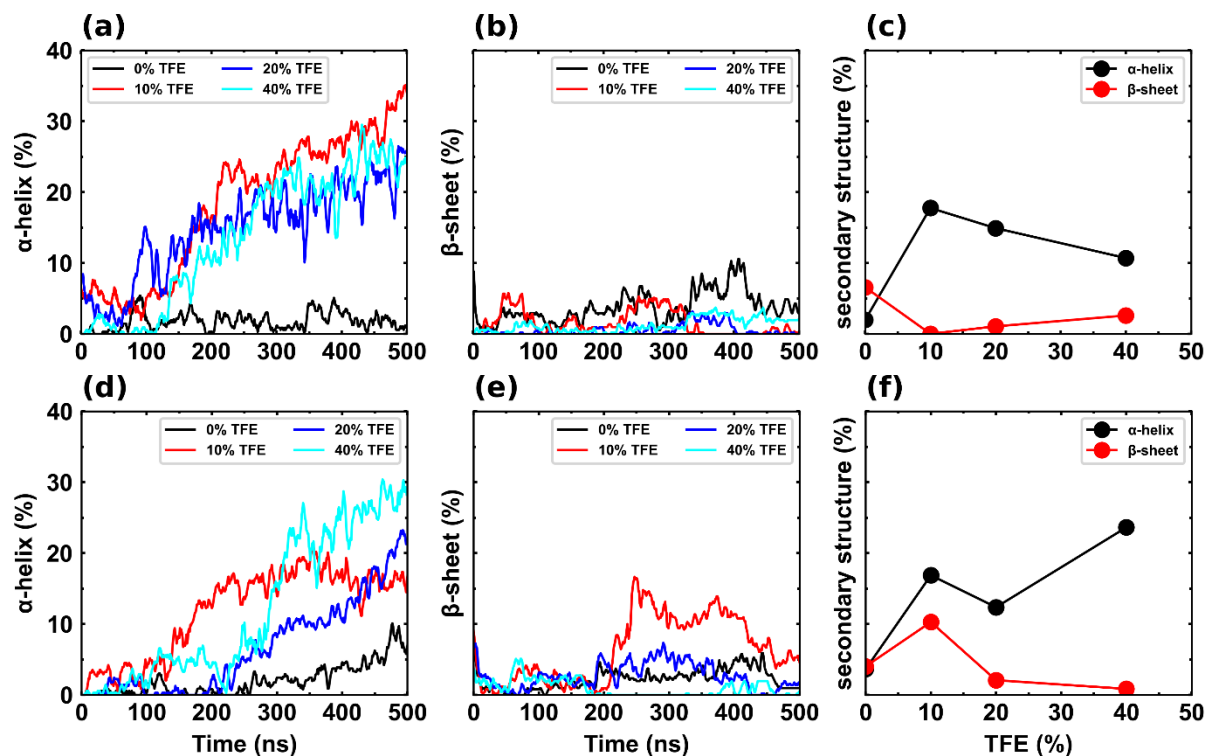 (a)
(b)
(c)
α-helix (%)
40
30
20
10
0
0% TFE 20% TFE
10% TFE 40% TFE
0 100 200 300 400 500
β-sheet (%)
0% TFE 20% TFE
10% TFE 40% TFE
0 100 200 300 400 500
secondary structure (%)
α-helix
β-sheet
0 10 20 30 40 50
(d)
(e)
(f)
α-helix (%)
40
30
20
10
0
0% TFE 20% TFE
10% TFE 40% TFE
0 100 200 300 400 500
Time (ns)
β-sheet (%)
0% TFE 20% TFE
10% TFE 40% TFE
0 100 200 300 400 500
Time (ns)
secondary structure (%)
α-helix
β-sheet
0 10 20 30 40 50
TFE (%)